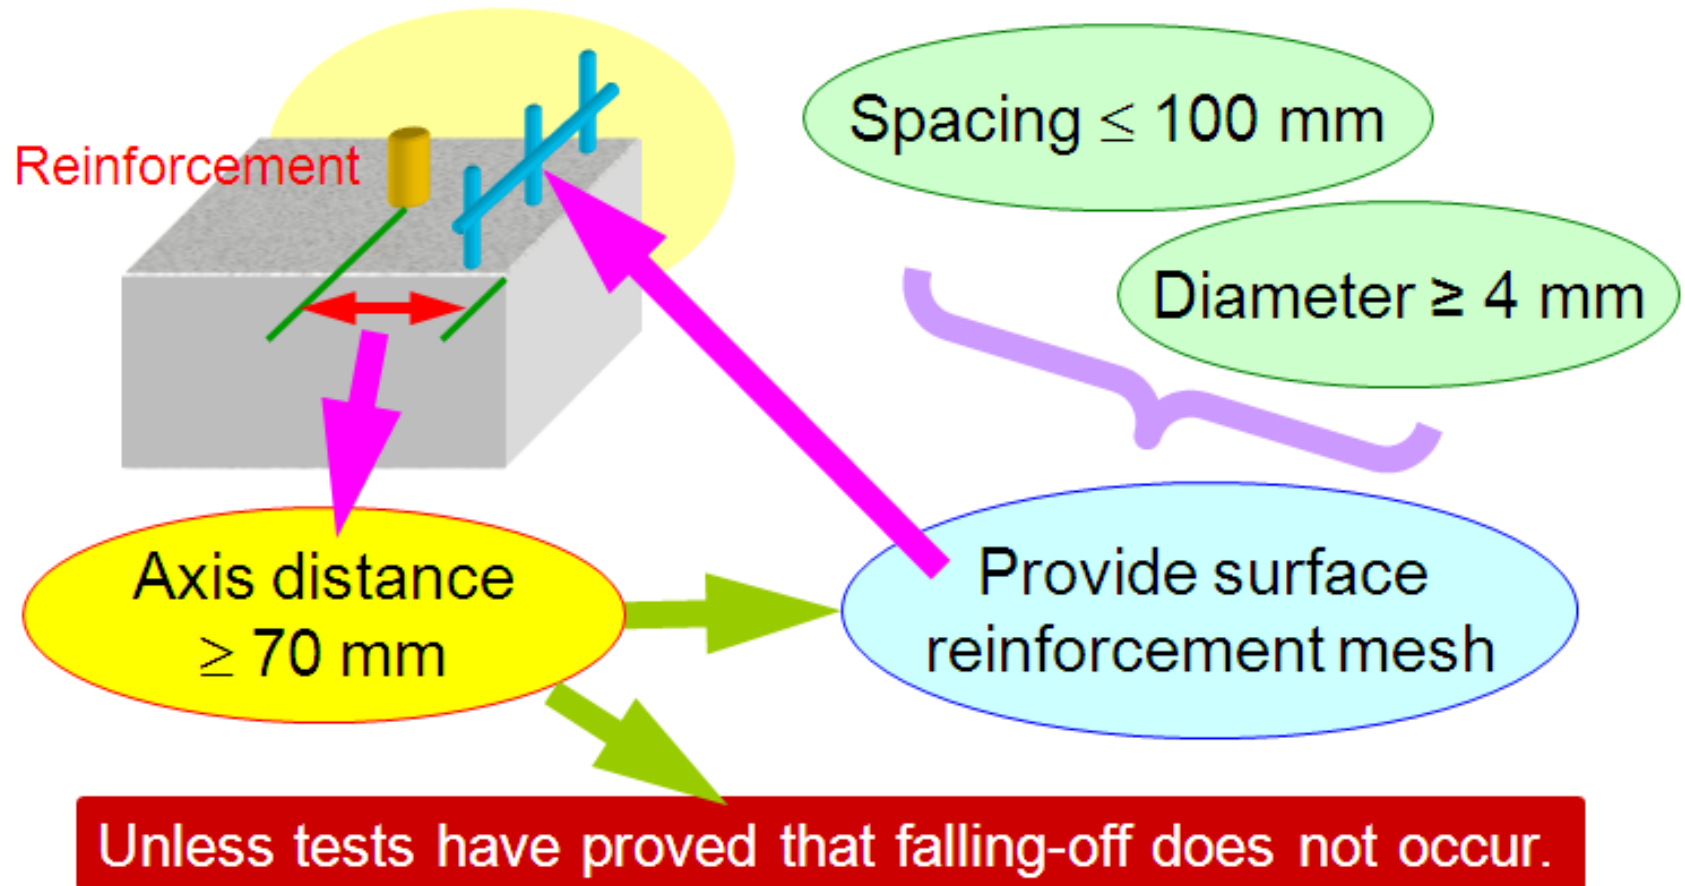 Reinforcement
Spacing ≤ 100 mm
Diameter ≥ 4 mm
Axis distance
≥ 70 mm
Provide surface
reinforcement mesh
Unless tests have proved that falling-off does not occur.